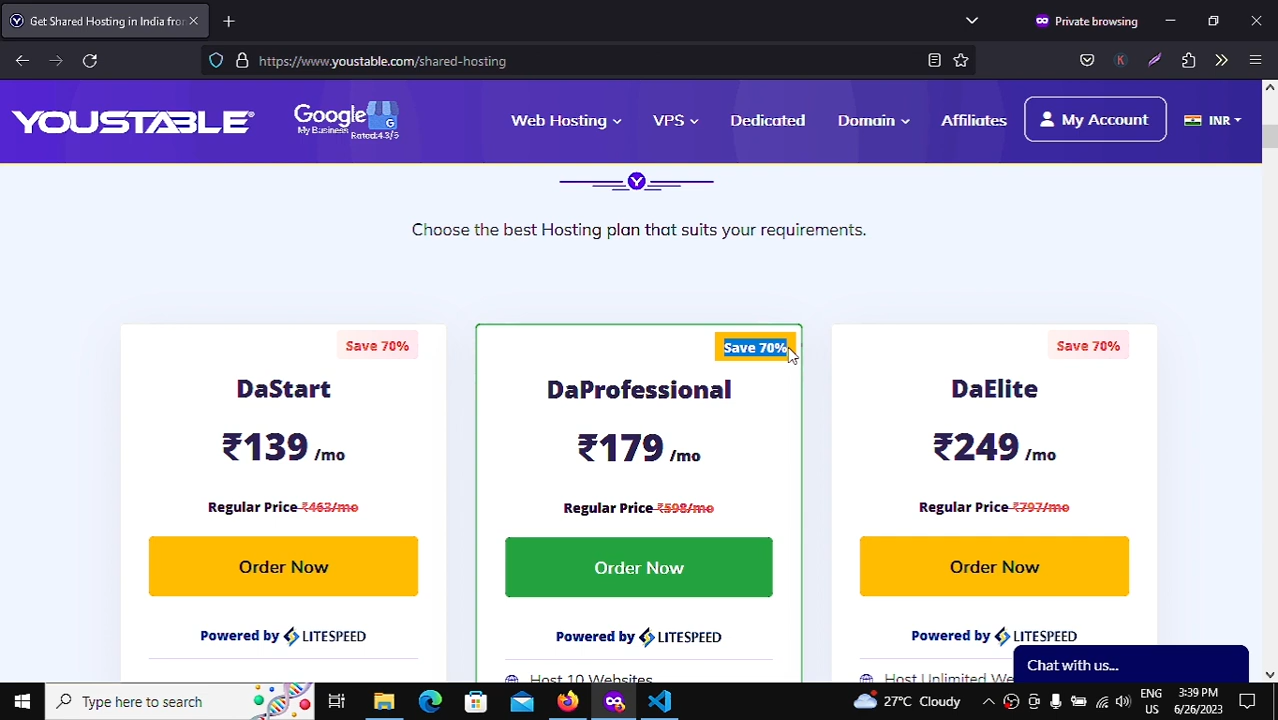 Get Shared Hosting in India fro
Private browsing
https://www.youstable.com/shared-hosting
K
YOUSTABLE®
Google
My Business Rated:4.3/5
G
Web Hosting
VPS
Dedicated
Domain
Affiliates
My Account
INR
Y
Choose the best Hosting plan that suits your requirements.
Save 70%
DaStart
₹139 /mo
Regular Price ₹463/mo
Order Now
Powered by LITESPEED
Save 70%
DaProfessional
₹179 /mo
Regular Price ₹598/mo
Order Now
Powered by LITESPEED
Host 10 Websites
Save 70%
DaElite
₹249 /mo
Regular Price ₹797/mo
Order Now
Powered by LITESPEED
Host Unlimited We
Chat with us...
Type here to search
27°C Cloudy
ENG
US
3:39 PM
6/26/2023